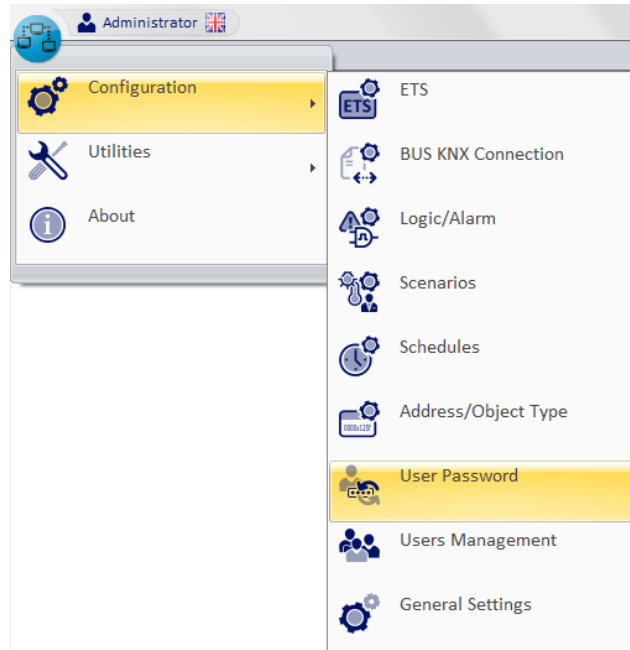 Administrator
Configuration
Utilities
About
ETS
ETS
BUS KNX Connection
Logic/Alarm
Scenarios
Schedules
Address/Object Type
User Password
Users Management
General Settings